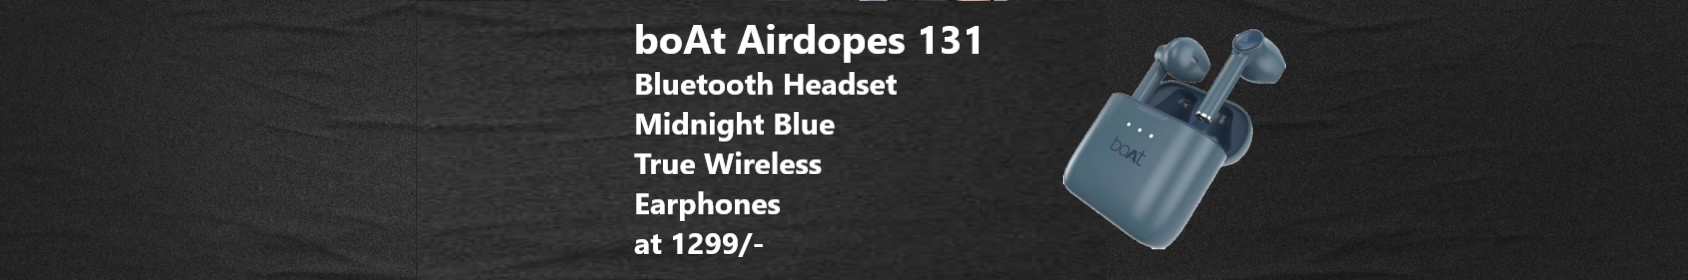 boAt Airdopes 131
Bluetooth Headset
Midnight Blue
True Wireless
Earphones
at 1299/-
boAt